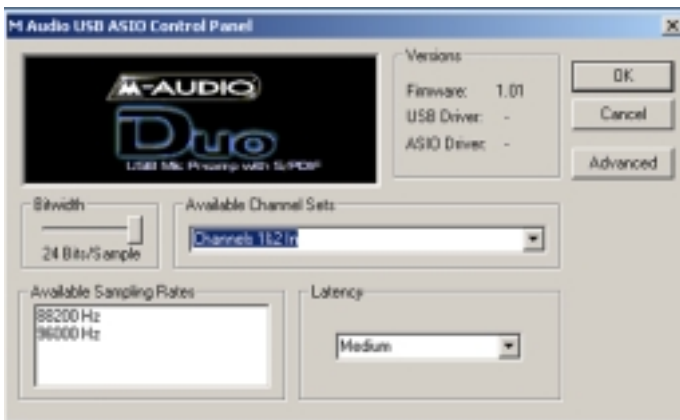 M Audio USB ASIO Control Panel
M-AUDIO
Duo
USB Mic Preamp with S/PDIF
Versions
Firmware: 1.01
USB Driver: -
ASIO Driver: -
OK
Cancel
Advanced
Bitwidth
24 Bits/Sample
Available Channel Sets
Channels 1&2 In
Available Sampling Rates
88200 Hz
96000 Hz
Latency
Medium